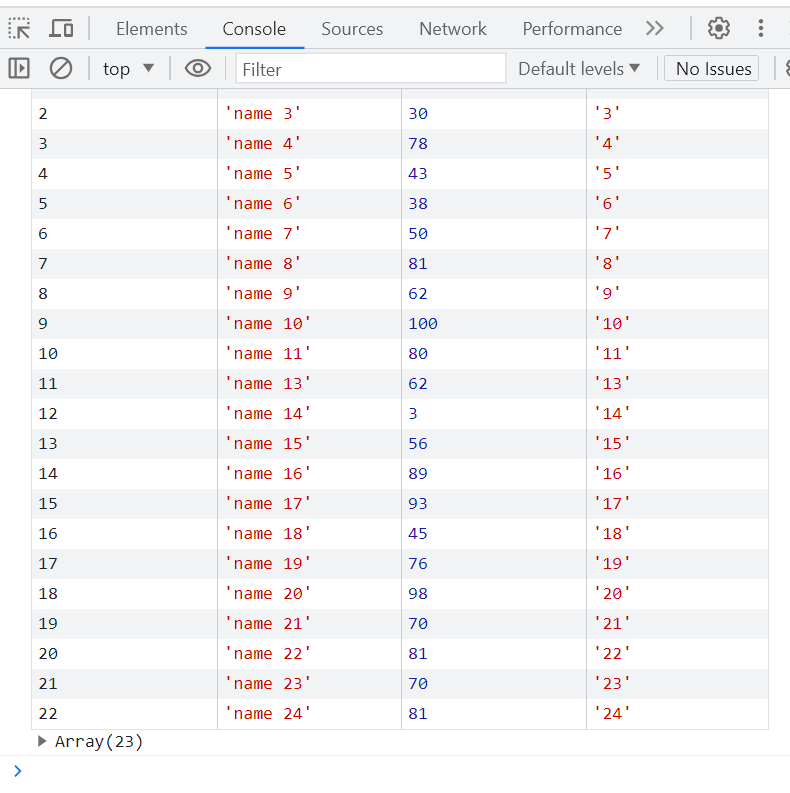 Elements Console Sources Network Performance
top Filter Default levels No Issues
2 'name 3' 30 '3'
3 'name 4' 78 '4'
4 'name 5' 43 '5'
5 'name 6' 38 '6'
6 'name 7' 50 '7'
7 'name 8' 81 '8'
8 'name 9' 62 '9'
9 'name 10' 100 '10'
10 'name 11' 80 '11'
11 'name 13' 62 '13'
12 'name 14' 3 '14'
13 'name 15' 56 '15'
14 'name 16' 89 '16'
15 'name 17' 93 '17'
16 'name 18' 45 '18'
17 'name 19' 76 '19'
18 'name 20' 98 '20'
19 'name 21' 70 '21'
20 'name 22' 81 '22'
21 'name 23' 70 '23'
22 'name 24' 81 '24'
Array(23)